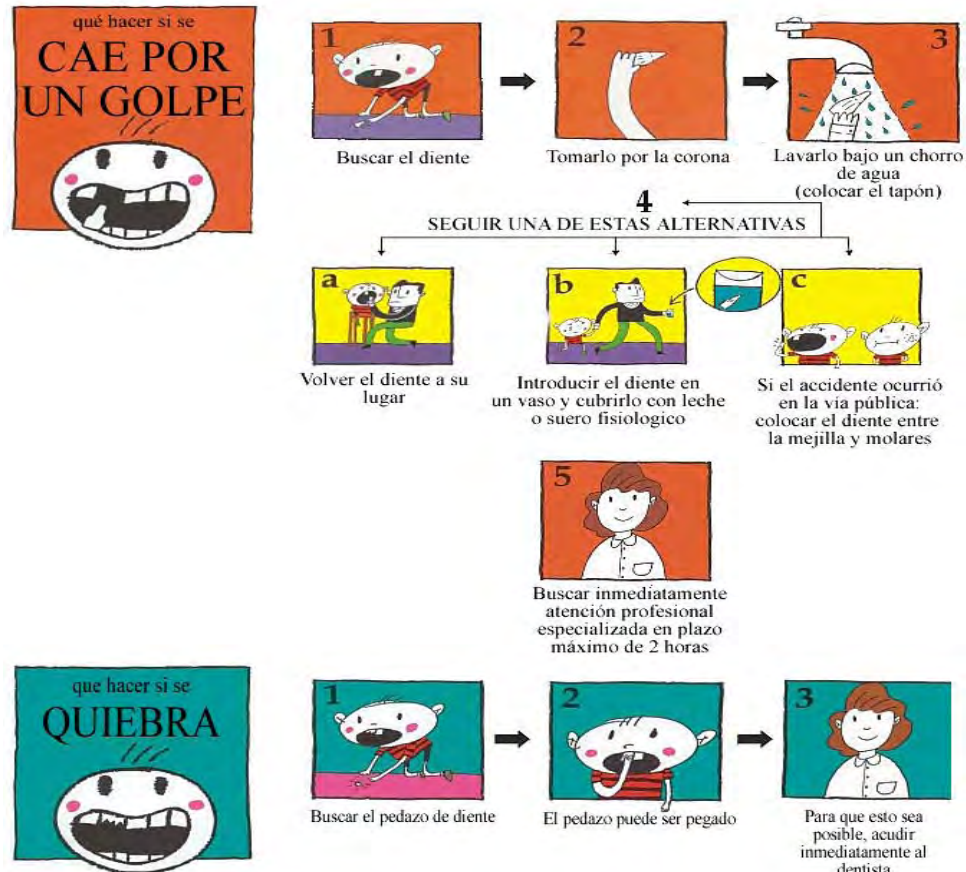 qué hacer si se
CAE POR
UN GOLPE
1
Buscar el diente
2
Tomarlo por la corona
3
Lavarlo bajo un chorro
de agua
(colocar el tapón)
4
SEGUIR UNA DE ESTAS ALTERNATIVAS
a
Volver el diente a su
lugar
b
Introducir el diente en
un vaso y cubrirlo con leche
o suero fisiologico
c
Si el accidente ocurrió
en la vía pública:
colocar el diente entre
la mejilla y molares
5
Buscar inmediatamente
atención profesional
especializada en plazo
máximo de 2 horas
que hacer si se
QUIEBRA
1
Buscar el pedazo de diente
2
El pedazo puede ser pegado
3
Para que esto sea
posible, acudir
inmediatamente al
dentista